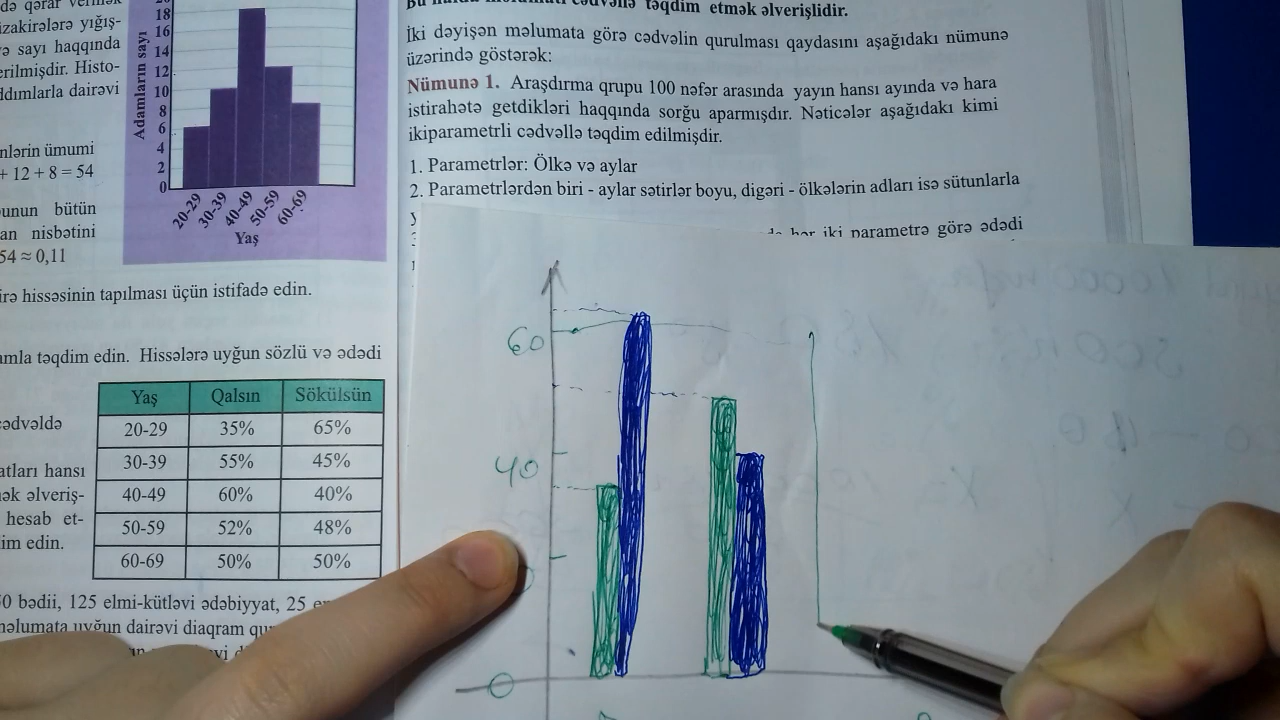 də qərar vermək
izakirələrə yığış-
ə sayı haqqında
erilmişdir. Histo-
ldımlarla dairəvi
nlərin ümumi
+ 12 + 8 = 54
unun bütün
an nisbətini
54 ≈ 0,11
irə hissəsinin tapılması üçün istifadə edin.
amla təqdim edin. Hissələrə uyğun sözlü və ədədi
cədvəldə
atları hansı
ək əlveriş-
hesab et-
im edin.
Adamların sayı
18
16
14
12
10
8
6
4
2
0
20-29
30-39
40-49
50-59
60-69
Yaş
Yaş Qalsın Sökülsün
20-29 35% 65%
30-39 55% 45%
40-49 60% 40%
50-59 52% 48%
60-69 50% 50%
0 bədii, 125 elmi-kütləvi ədəbiyyat, 25
məlumata uyğun dairəvi diaqram
təqdim etmək əlverişlidir.
İki dəyişən məlumata görə cədvəlin qurulması qaydasını aşağıdakı nümunə
üzərində göstərək:
Nümunə 1. Araşdırma qrupu 100 nəfər arasında yayın hansı ayında və hara
istirahətə getdikləri haqqında sorğu aparmışdır. Nəticələr aşağıdakı kimi
ikiparametrli cədvəllə təqdim edilmişdir.
1. Parametrlər: Ölkə və aylar
2. Parametrlərdən biri - aylar sətirlər boyu, digəri - ölkələrin adları isə sütunlarla
hər iki parametrə görə ədədi
60
40
0